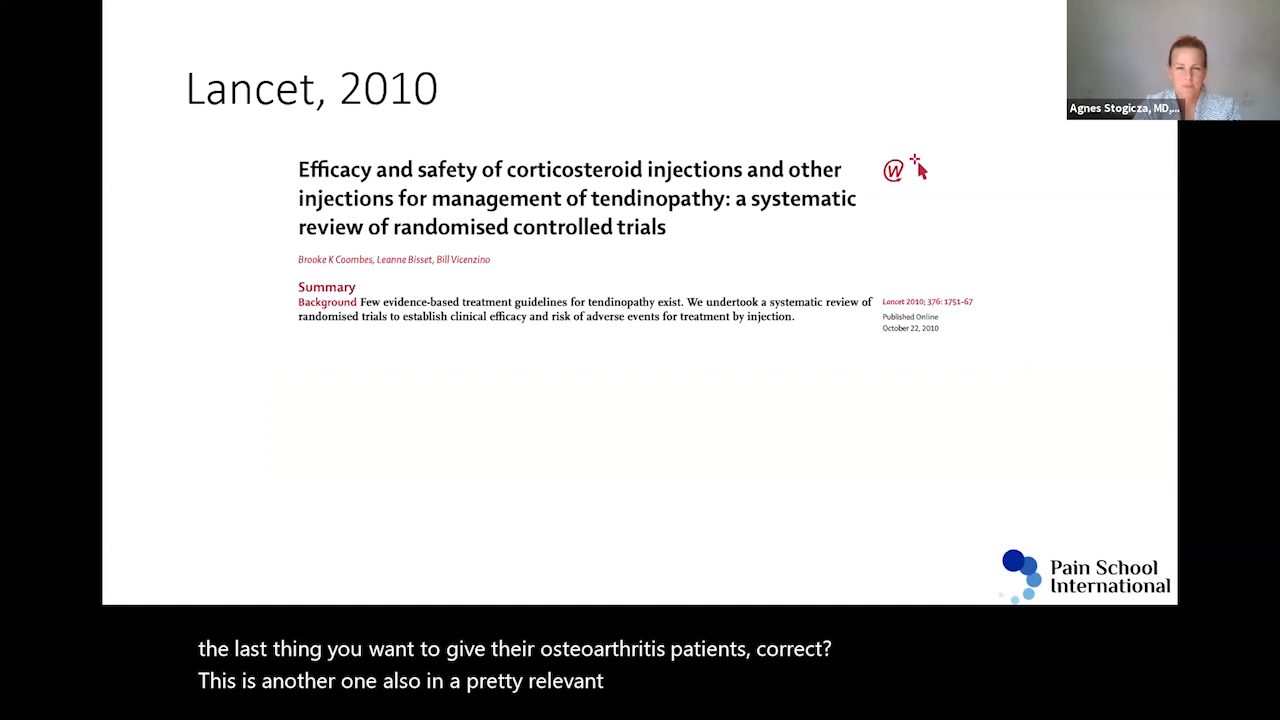 Lancet, 2010
Agnes Stogicza, MD,...
Efficacy and safety of corticosteroid injections and other
injections for management of tendinopathy: a systematic
review of randomised controlled trials
Brooke K Coombes, Leanne Bisset, Bill Vicenzino
Summary
Background Few evidence-based treatment guidelines for tendinopathy exist. We undertook a systematic review of
randomised trials to establish clinical efficacy and risk of adverse events for treatment by injection.
Lancet 2010; 376: 1751–67
Published Online
October 22, 2010
W
Pain School
International
the last thing you want to give their osteoarthritis patients, correct?
This is another one also in a pretty relevant